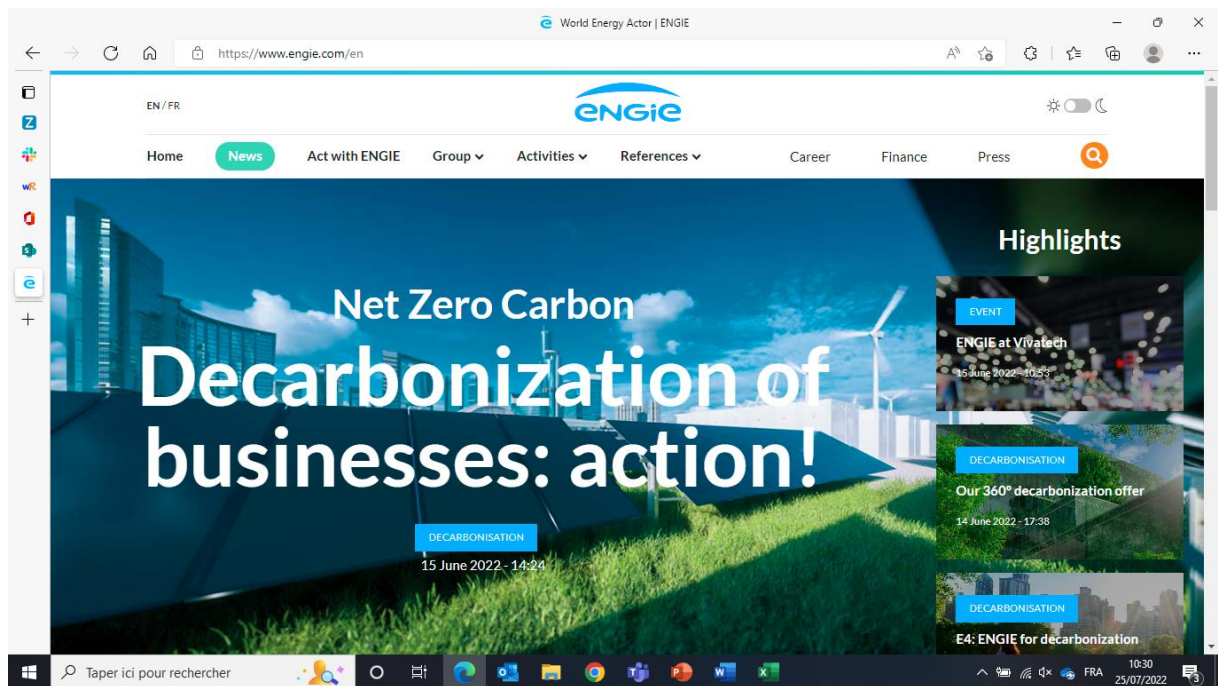 World Energy Actor | ENGIE
https://www.engie.com/en
EN / FR
ENGIE
Home News Act with ENGIE Group Activities References Career Finance Press
Highlights
Net Zero Carbon
Decarbonization of
businesses: action!
DECARBONISATION
15 June 2022 - 14:24
EVENT
ENGIE at Vivatech
15 June 2022 - 10:53
DECARBONISATION
Our 360° decarbonization offer
14 June 2022 - 17:38
DECARBONISATION
E4: ENGIE for decarbonization
Taper ici pour rechercher
FRA
10:30
25/07/2022
3